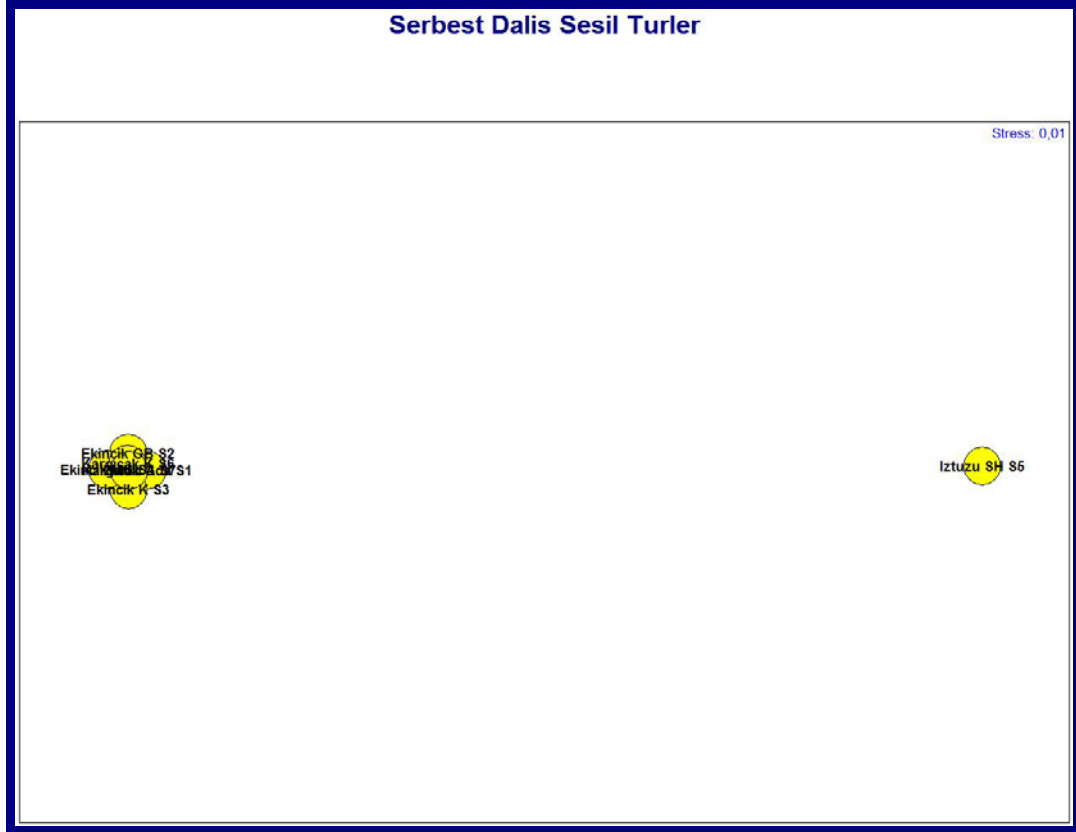 Serbest Dalis Sesil Turler
Stress: 0,01
Ekincik GB S2
Iztuzu SH S5
Ekincik K S3